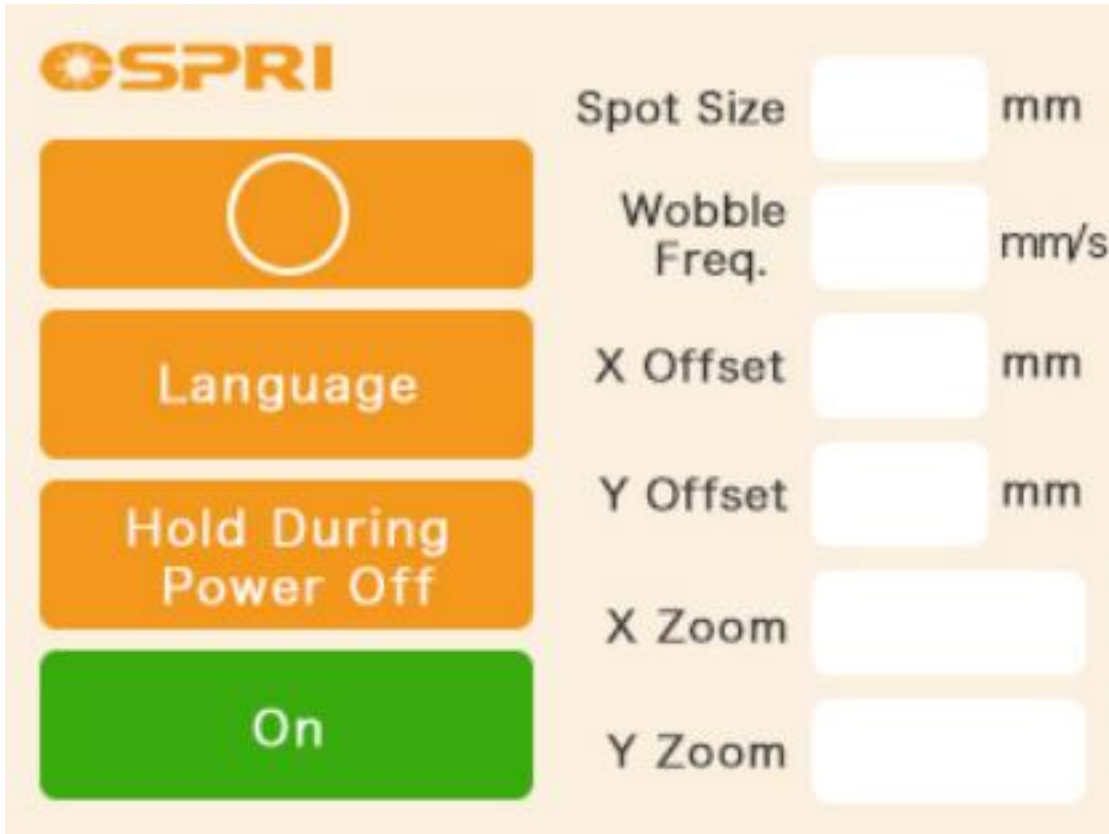 OSPRI
Language
Hold During
Power Off
On
Spot Size mm
Wobble
Freq. mm/s
X Offset mm
Y Offset mm
X Zoom
Y Zoom